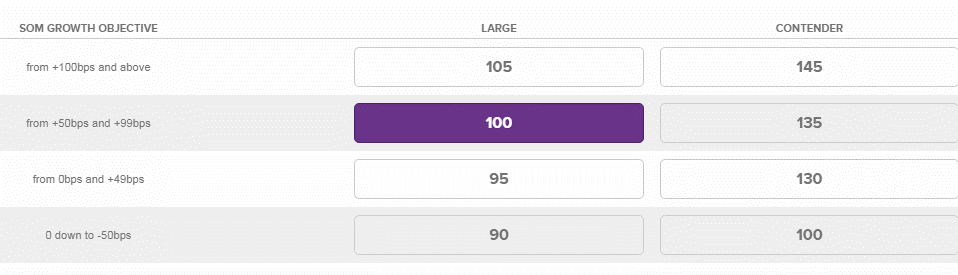 SOM GROWTH OBJECTIVE LARGE CONTENDER
from +100bps and above 105 145
from +50bps and +99bps 100 135
from 0bps and +49bps 95 130
0 down to -50bps 90 100